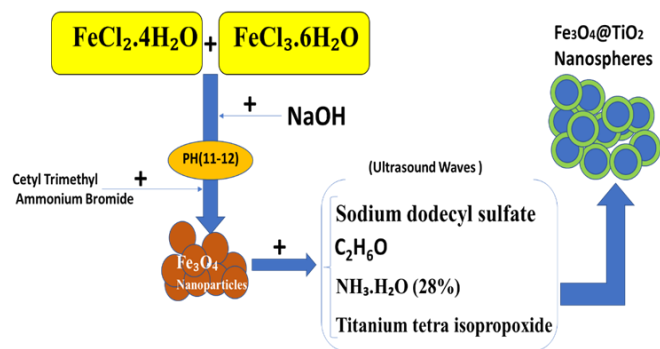 FeCl₂.4H₂O + FeCl₃.6H₂O
+
NaOH
PH(11-12)
Cetyl Trimethyl
Ammonium Bromide
+
Fe₃O₄
Nanoparticles
+
(Ultrasound Waves )
Sodium dodecyl sulfate
C₂H₆O
NH₃.H₂O (28%)
Titanium tetra isopropoxide
Fe₃O₄@TiO₂
Nanospheres